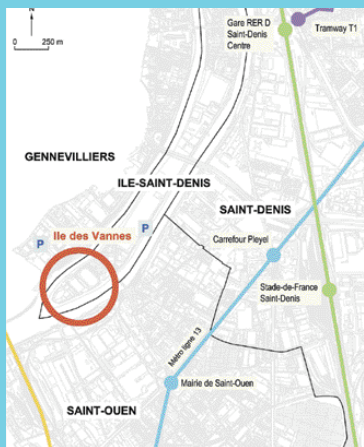 N
0
250 m
Gare RER D
Saint-Denis
Centre
Tramway T1
GENNEVILLIERS
ILE-SAINT-DENIS
SAINT-DENIS
P
Ile des Vannes
P
Carrefour Pleyel
Stade-de-France
Saint-Denis
Métro ligne 13
Mairie de Saint-Ouen
SAINT-OUEN